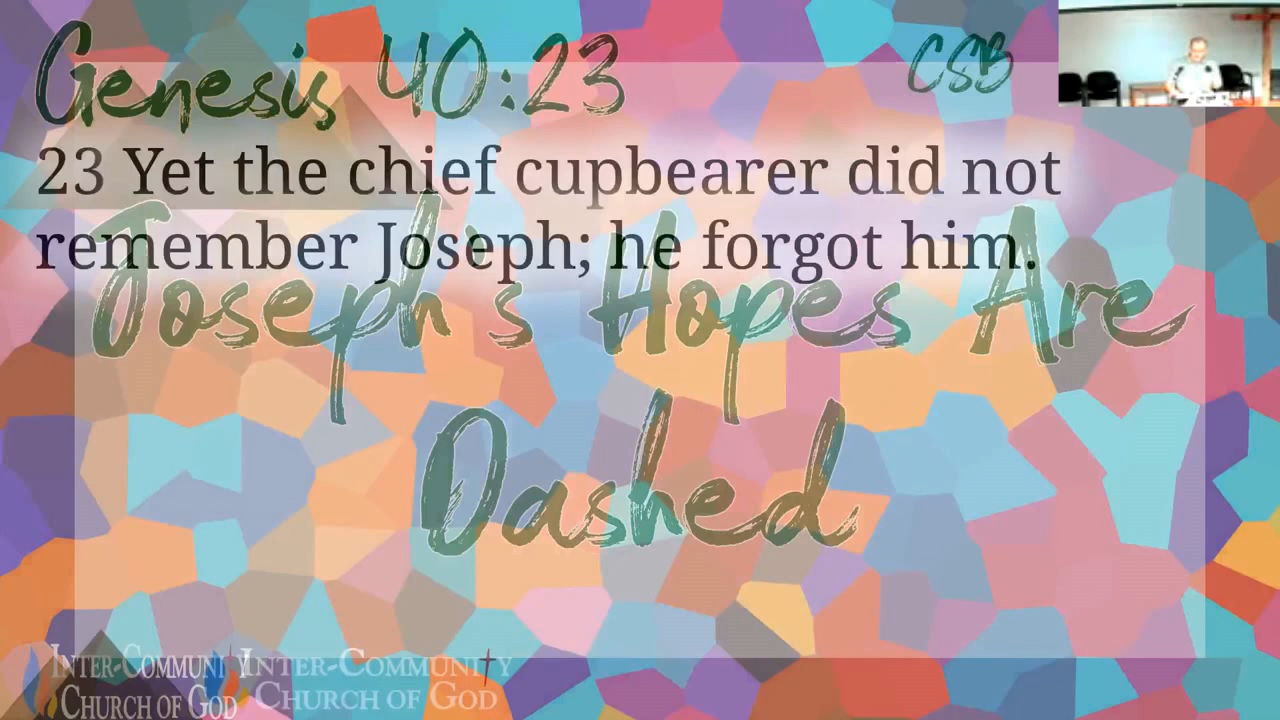 Genesis 40:23
CSB
23 Yet the chief cupbearer did not
remember Joseph; he forgot him.
Joseph's Hopes Are
Dashed
INTER-COMMUNITY
CHURCH OF GOD
INTER-COMMUNITY
CHURCH OF GOD